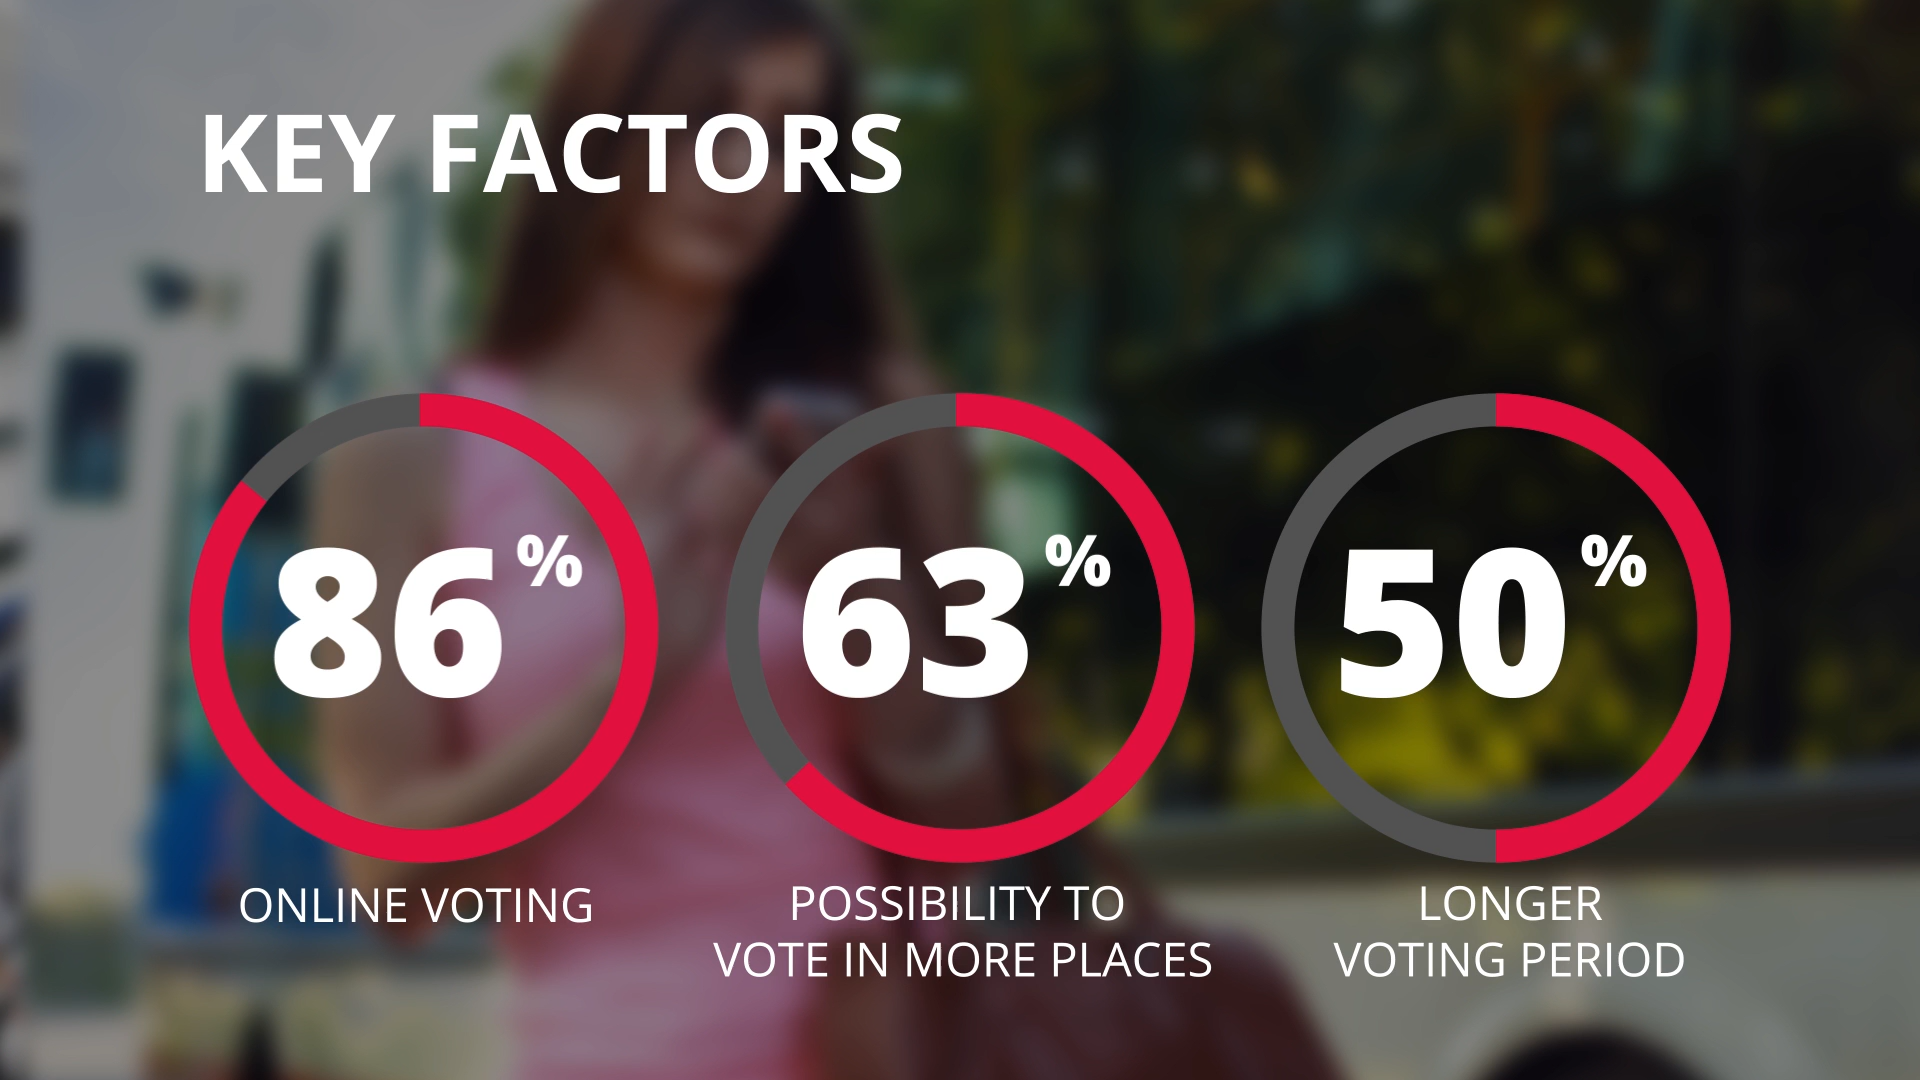 KEY FACTORS
86%
63%
50%
ONLINE VOTING
POSSIBILITY TO
VOTE IN MORE PLACES
LONGER
VOTING PERIOD